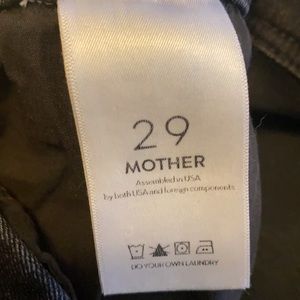 29
MOTHER
Assembled in USA
by both USA and foreign components
DO YOUR OWN LAUNDRY